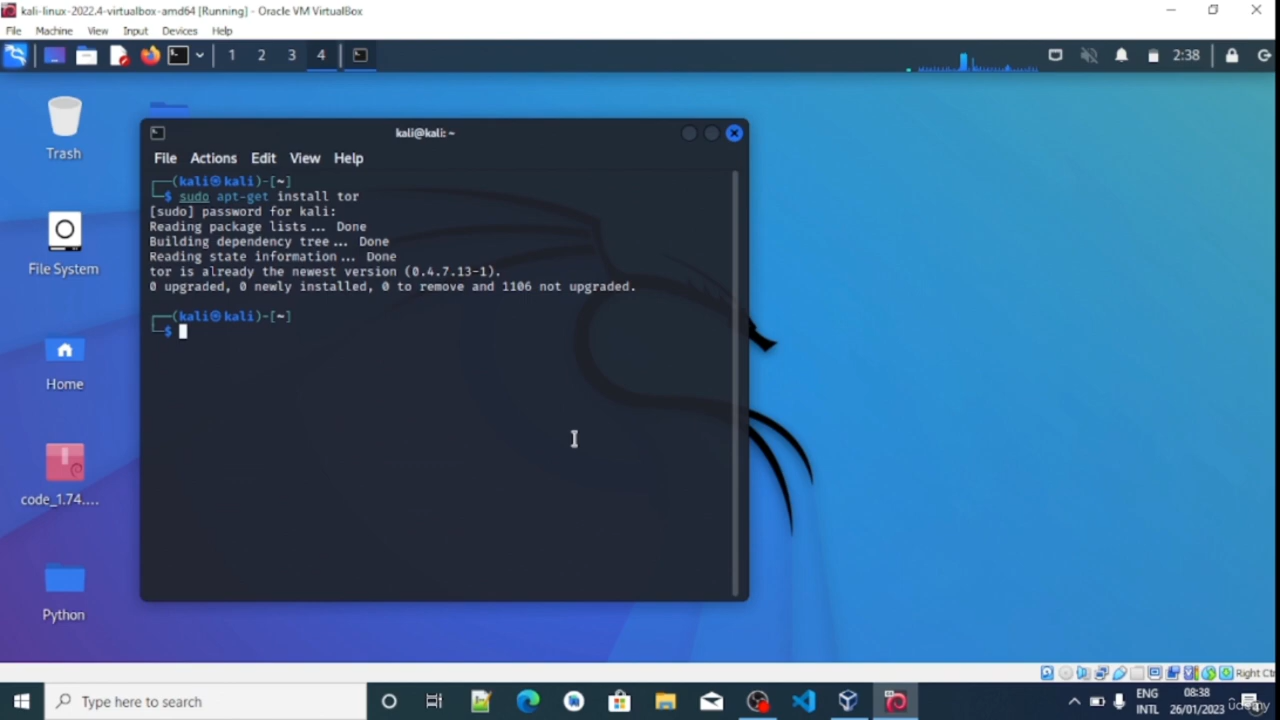 kali-linux-2022.4-virtualbox-amd64 [Running] - Oracle VM VirtualBox
File Machine View Input Devices Help
1 2 3 4
2:38
Trash
File System
Home
code_1.74....
Python
kali@kali: ~
File Actions Edit View Help
┌──(kali㉿kali)-[~]
└─$ sudo apt-get install tor
[sudo] password for kali:
Reading package lists... Done
Building dependency tree... Done
Reading state information... Done
tor is already the newest version (0.4.7.13-1).
0 upgraded, 0 newly installed, 0 to remove and 1106 not upgraded.
┌──(kali㉿kali)-[~]
└─$
Right Ctrl
Type here to search
ENG
INTL
08:38
26/01/2023
udemy